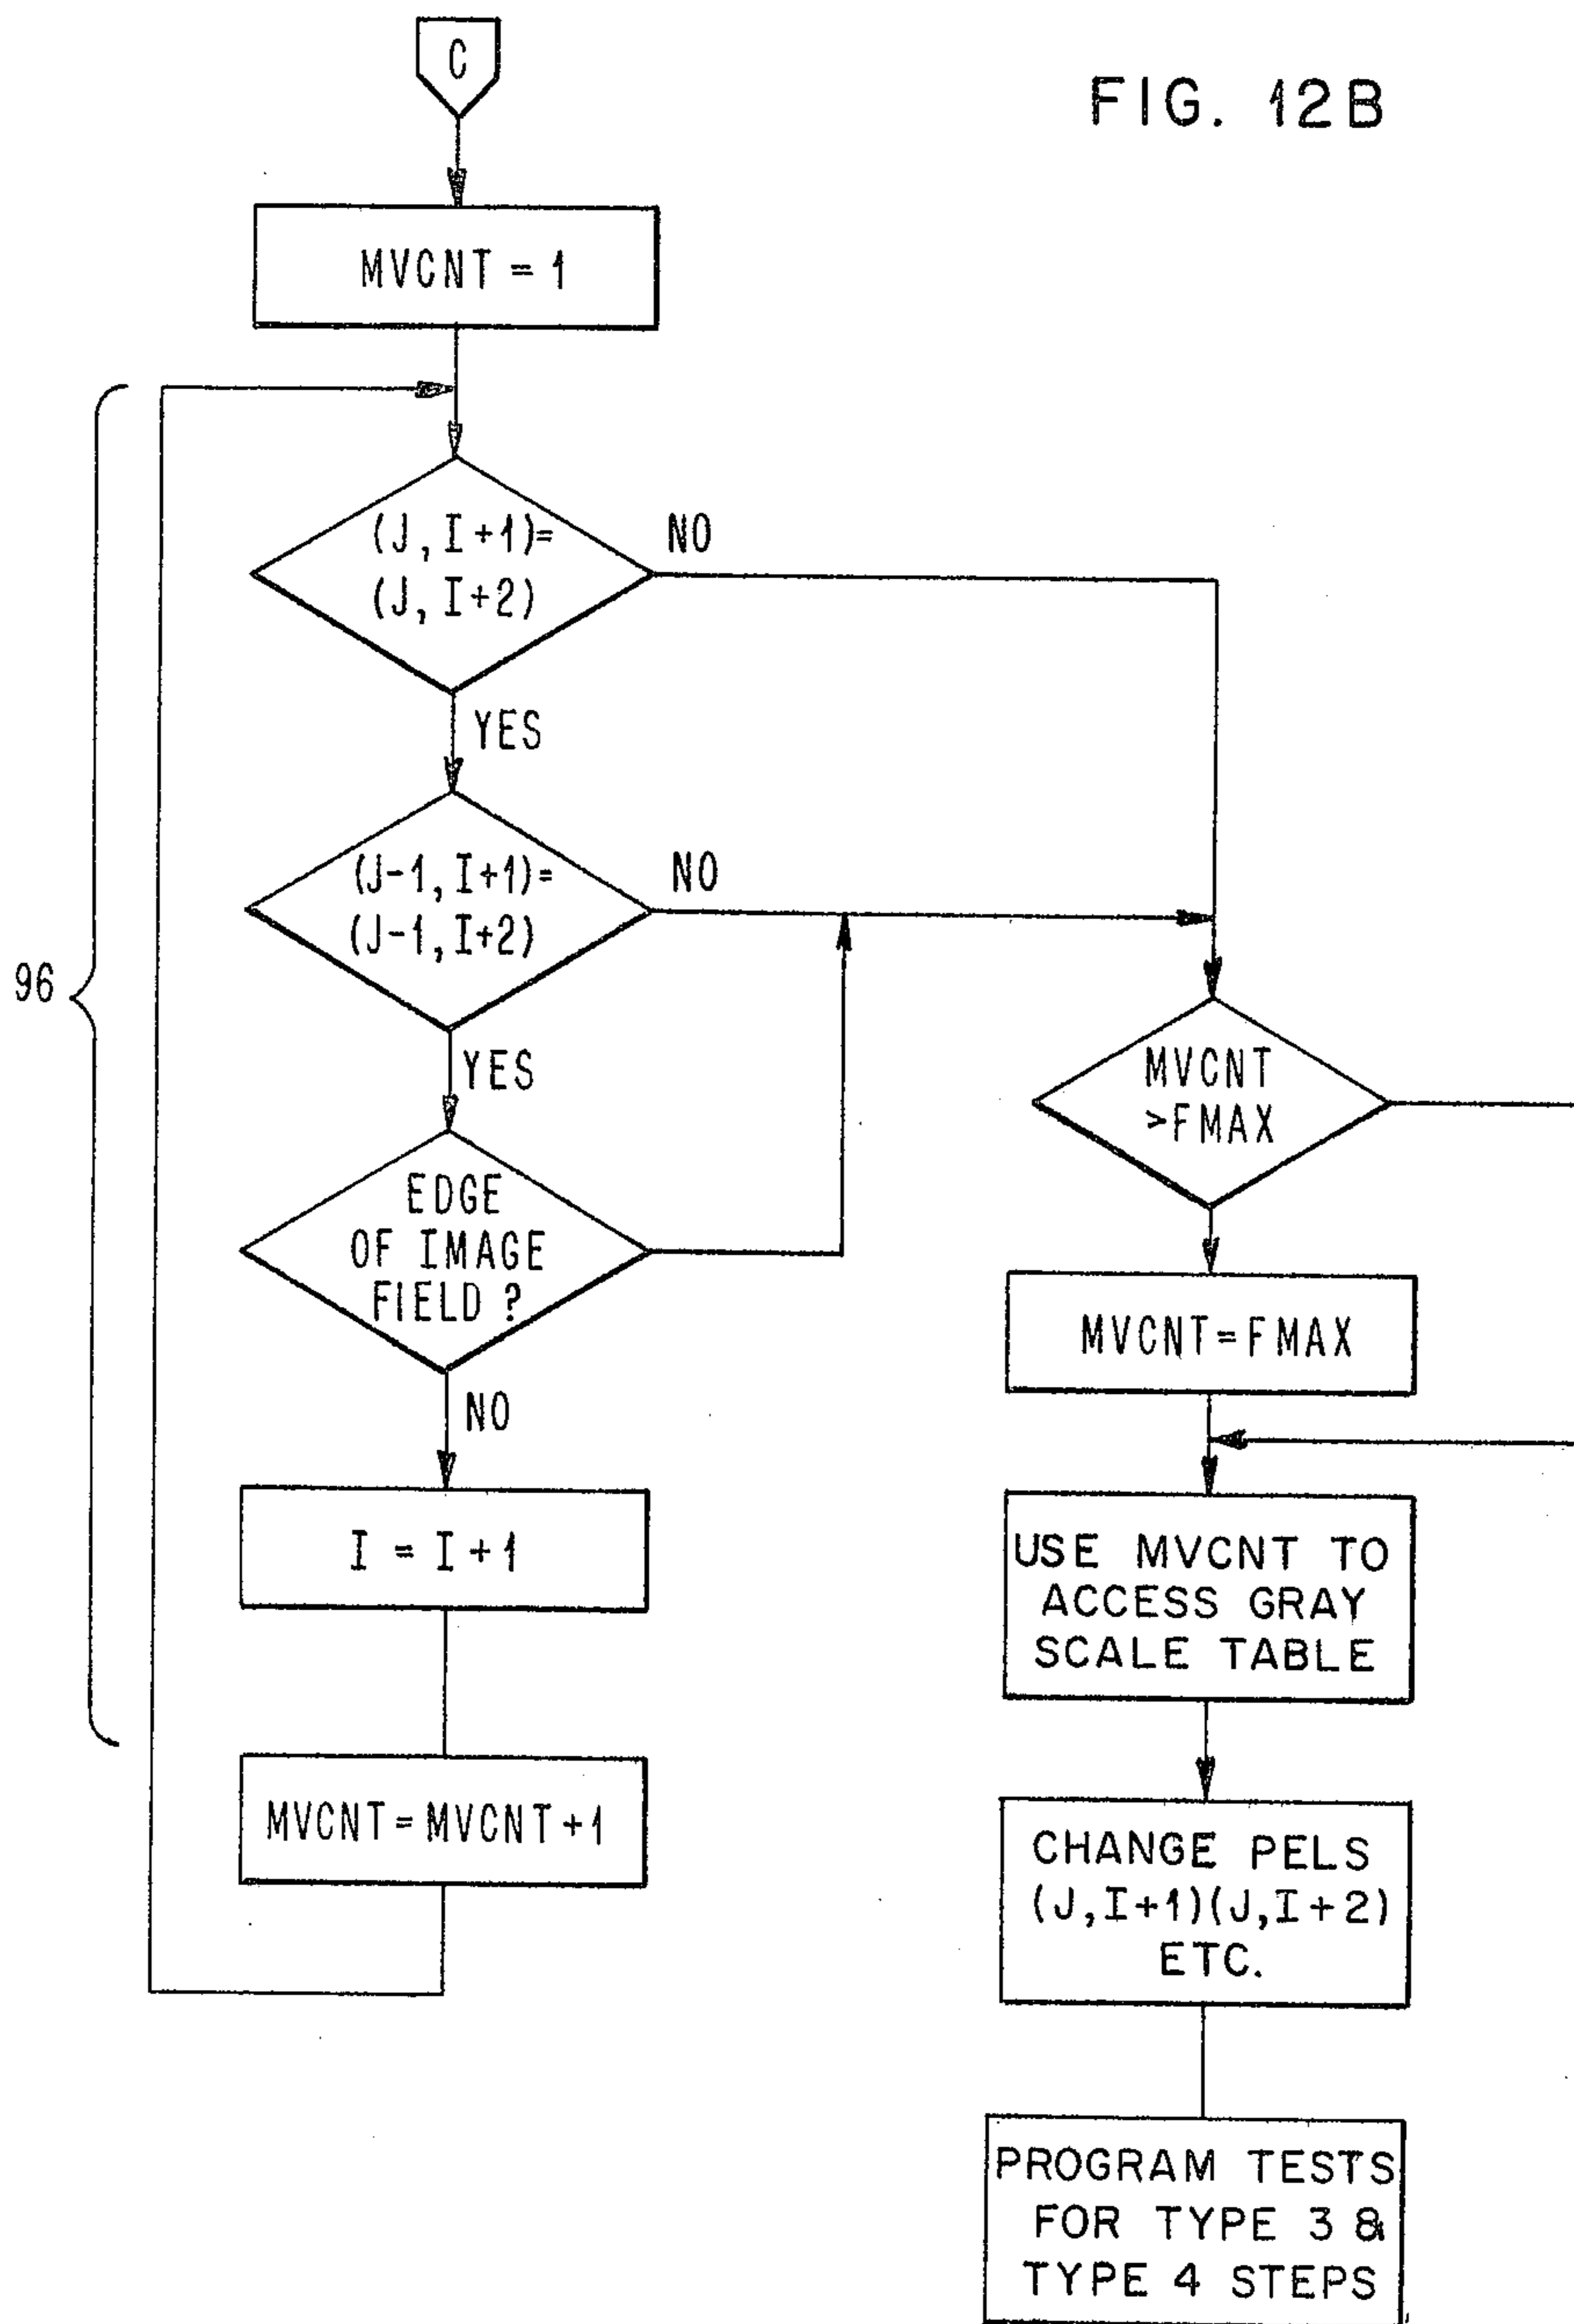 C
FIG. 12B
MVCNT = 1
(J, I+1)=
(J, I+2)
NO
YES
(J-1, I+1)=
(J-1, I+2)
NO
96
YES
EDGE
OF IMAGE
FIELD ?
NO
I = I+1
MVCNT = MVCNT+1
MVCNT
>FMAX
MVCNT = FMAX
USE MVCNT TO
ACCESS GRAY
SCALE TABLE
CHANGE PELS
(J,I+1)(J,I+2)
ETC.
PROGRAM TESTS
FOR TYPE 3 &
TYPE 4 STEPS